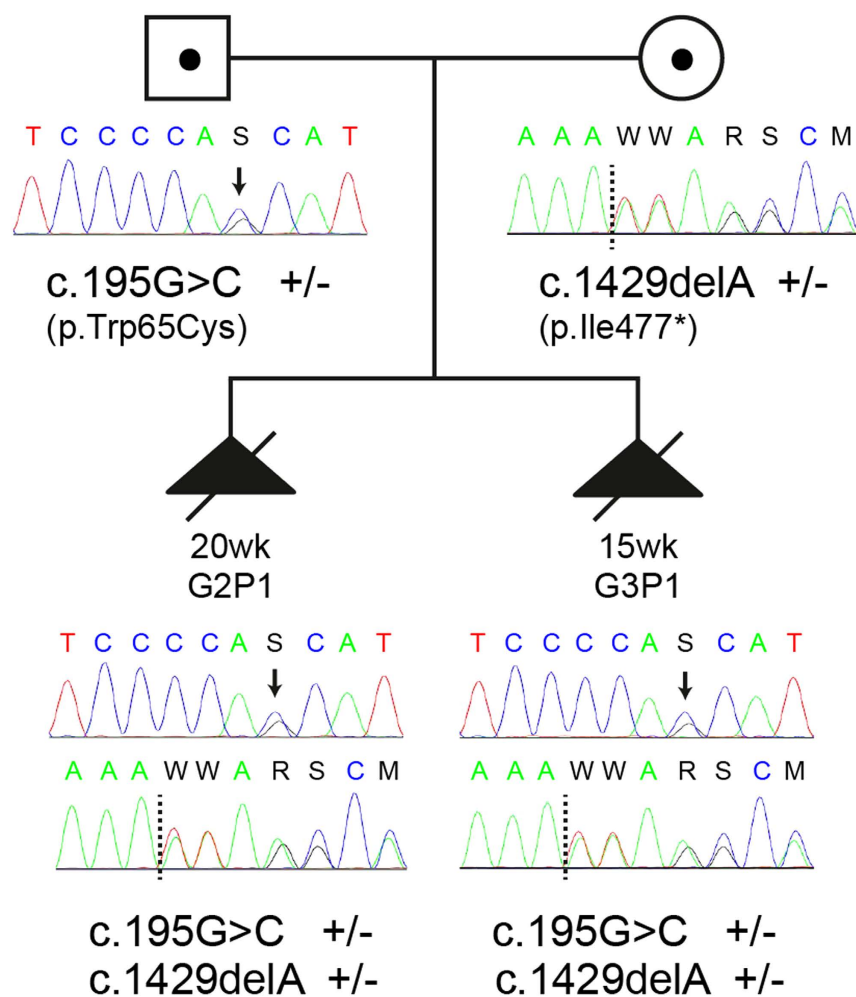 T C C C C A S C A T
A A A W W A R S C M
c.195G>C +/-
(p.Trp65Cys)
c.1429delA +/-
(p.Ile477*)
20wk
G2P1
15wk
G3P1
T C C C C A S C A T
T C C C C A S C A T
A A A W W A R S C M
A A A W W A R S C M
c.195G>C +/-
c.1429delA +/-
c.195G>C +/-
c.1429delA +/-